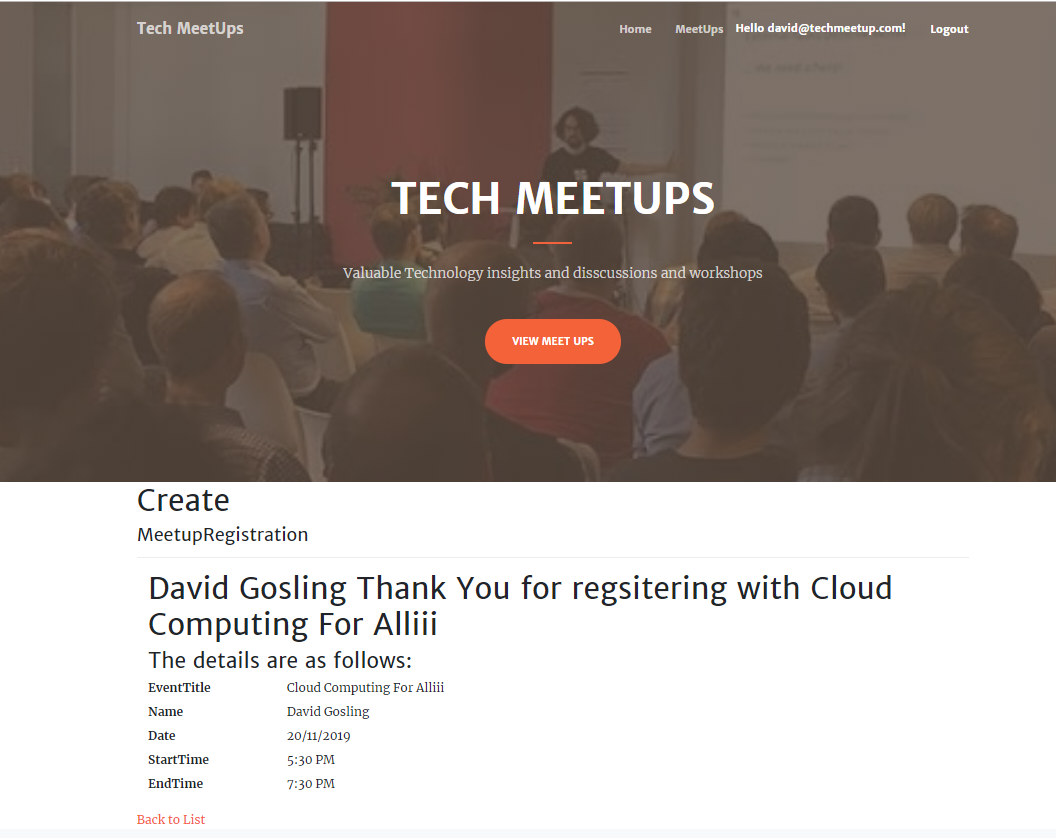 Tech MeetUps
Home MeetUps Hello david@techmeetup.com! Logout
TECH MEETUPS
Valuable Technology insights and disscussions and workshops
VIEW MEET UPS
Create
MeetupRegistration
David Gosling Thank You for regsitering with Cloud
Computing For Alliii
The details are as follows:
EventTitle Cloud Computing For Alliii
Name David Gosling
Date 20/11/2019
StartTime 5:30 PM
EndTime 7:30 PM
Back to List